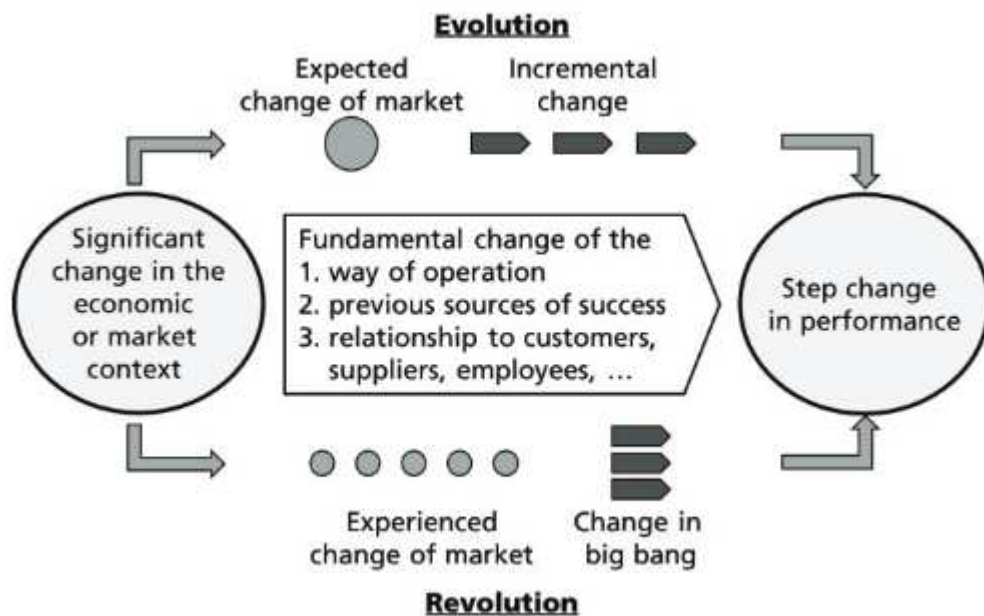 Evolution
Expected
change of market
Incremental
change
Significant
change in the
economic
or market
context
Fundamental change of the
1. way of operation
2. previous sources of success
3. relationship to customers,
suppliers, employees, ...
Step change
in performance
Experienced
change of market
Change in
big bang
Revolution